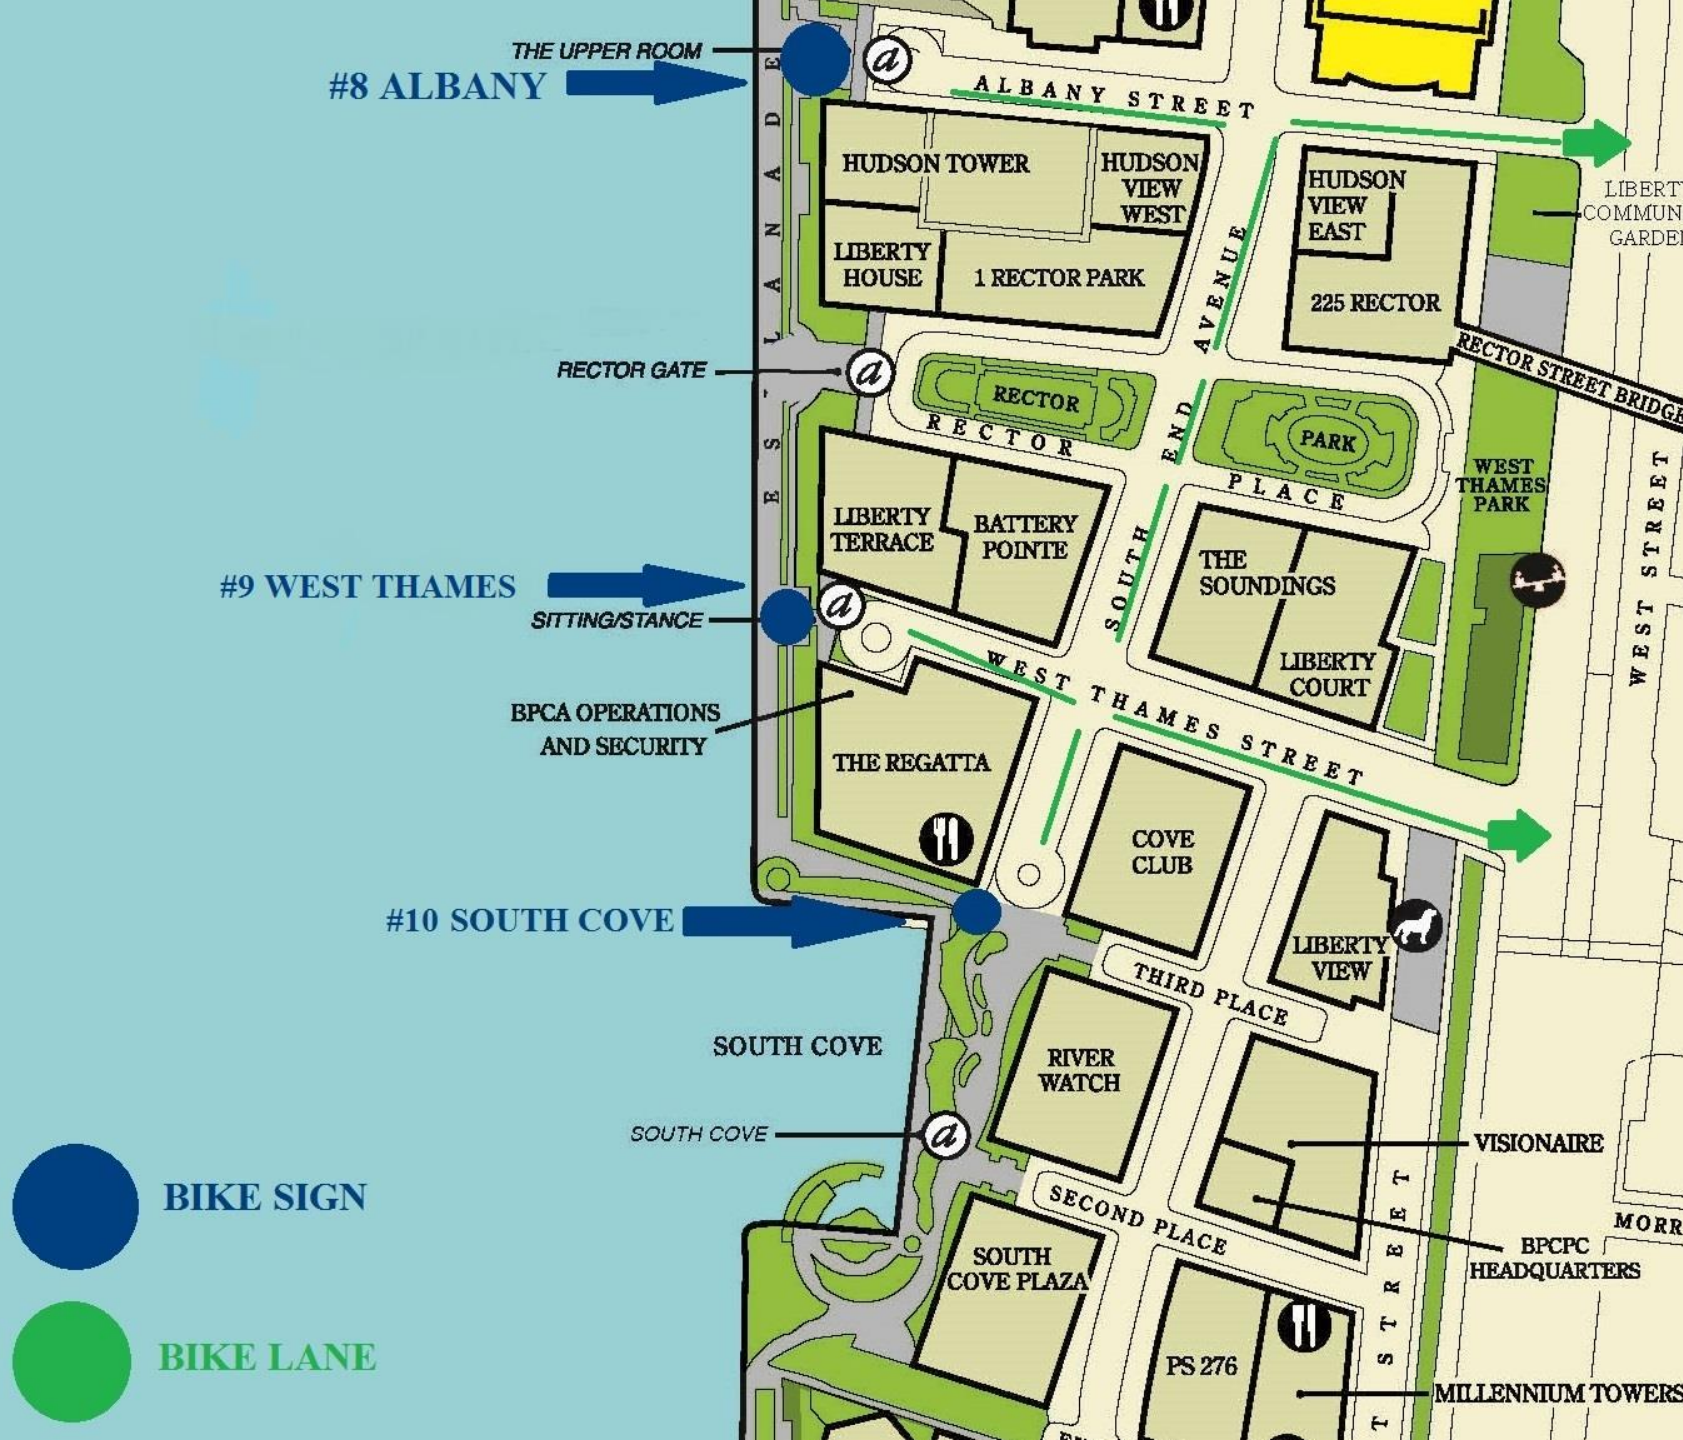 THE UPPER ROOM
#8 ALBANY
a
ALBANY STREET
ESPLANADE
HUDSON TOWER
HUDSON
VIEW
WEST
HUDSON
VIEW
EAST
LIBERTY
HOUSE
1 RECTOR PARK
225 RECTOR
LIBERT
COMMUN
GARDE
RECTOR STREET BRIDGE
SOUTH END AVENUE
RECTOR GATE
a
RECTOR
PARK
RECTOR
PLACE
WEST
THAMES
PARK
WEST STREET
LIBERTY
TERRACE
BATTERY
POINTE
THE
SOUNDINGS
LIBERTY
COURT
#9 WEST THAMES
SITTING/STANCE
a
WEST THAMES STREET
BPCA OPERATIONS
AND SECURITY
THE REGATTA
COVE
CLUB
LIBERTY
VIEW
#10 SOUTH COVE
THIRD PLACE
SOUTH COVE
RIVER
WATCH
SOUTH COVE
a
VISIONAIRE
BIKE SIGN
SECOND PLACE
MORR
BPCPC
HEADQUARTERS
SOUTH
COVE PLAZA
T STREET
BIKE LANE
PS 276
MILLENNIUM TOWERS